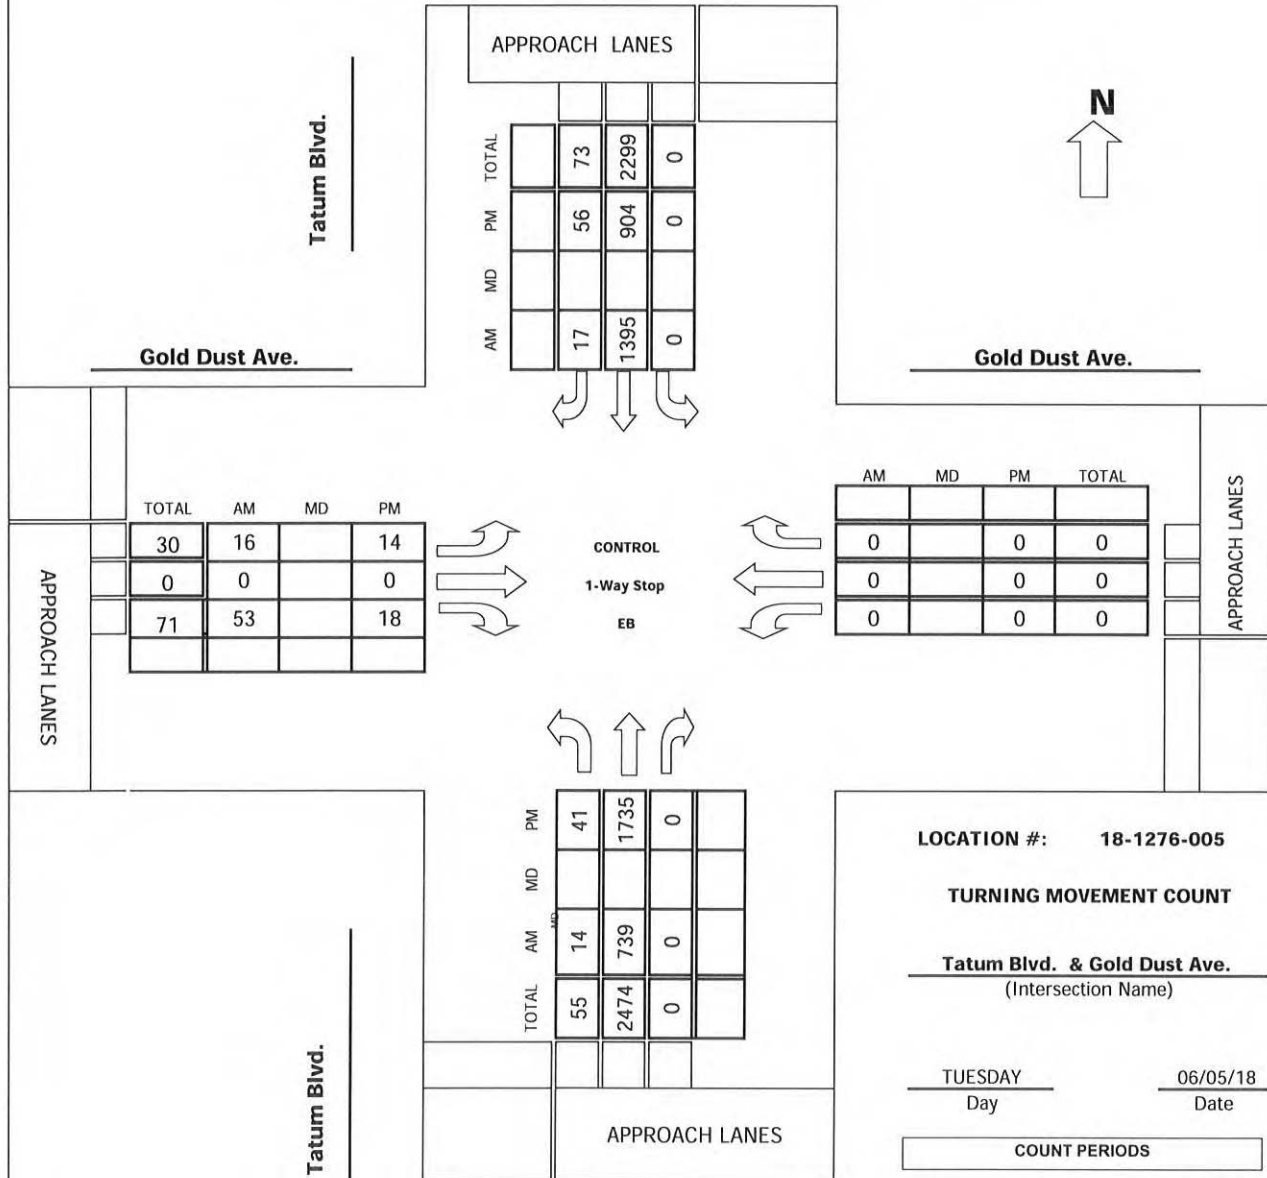 APPROACH LANES
N
Tatum Blvd.
TOTAL 73 2299 0
PM 56 904 0
MD
AM 17 1395 0
Gold Dust Ave.
Gold Dust Ave.
TOTAL AM MD PM
30 16 14
0 0 0
71 53 18
APPROACH LANES
CONTROL
1-Way Stop
EB
AM MD PM TOTAL
0 0 0
0 0 0
0 0 0
APPROACH LANES
PM 41 1735 0
MD
AM MD 14 739 0
TOTAL 55 2474 0
Tatum Blvd.
APPROACH LANES
LOCATION #: 18-1276-005
TURNING MOVEMENT COUNT
Tatum Blvd. & Gold Dust Ave.
(Intersection Name)
TUESDAY 06/05/18
Day Date
COUNT PERIODS